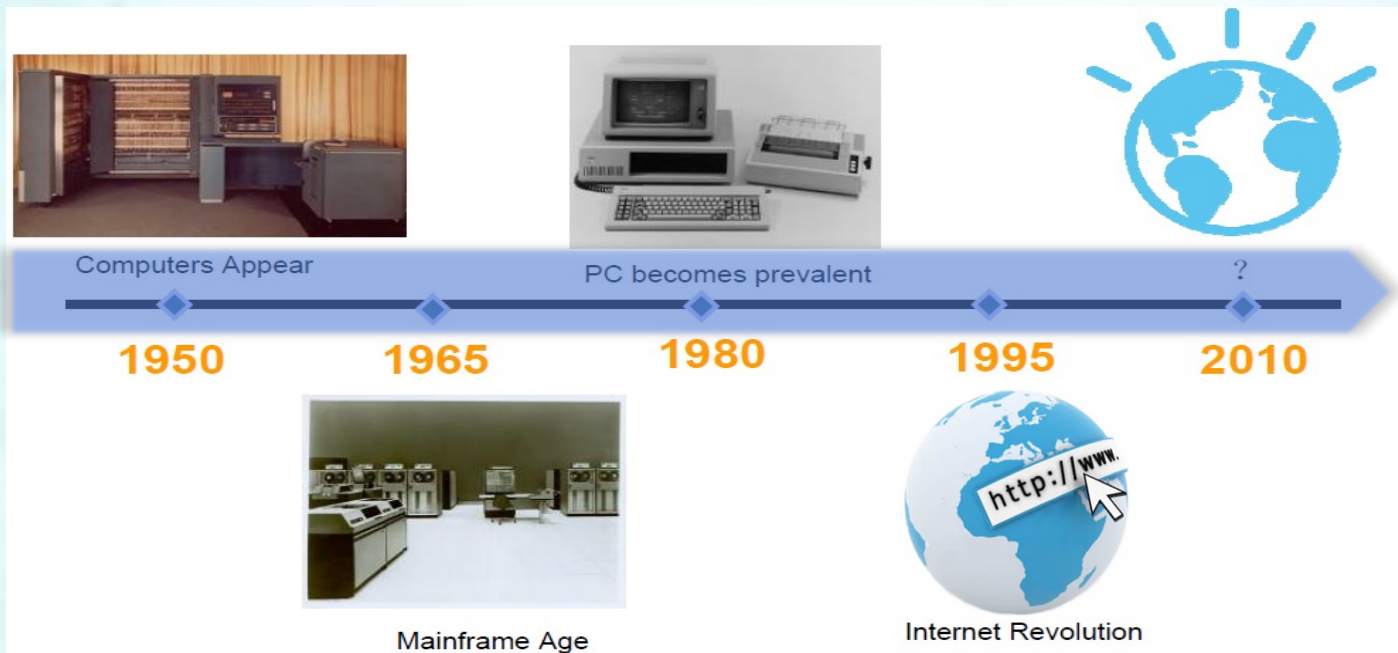 Computers Appear
PC becomes prevalent
?
1950
1965
1980
1995
2010
http://www.
Mainframe Age
Internet Revolution